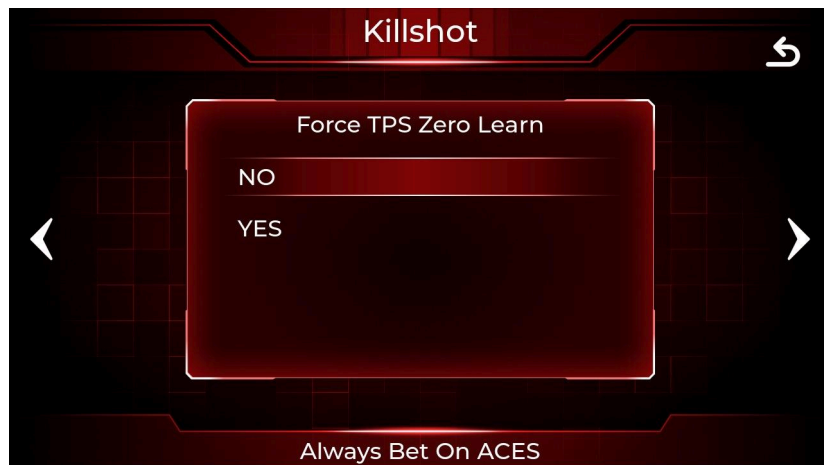 Killshot
Force TPS Zero Learn
NO
YES
Always Bet On ACES